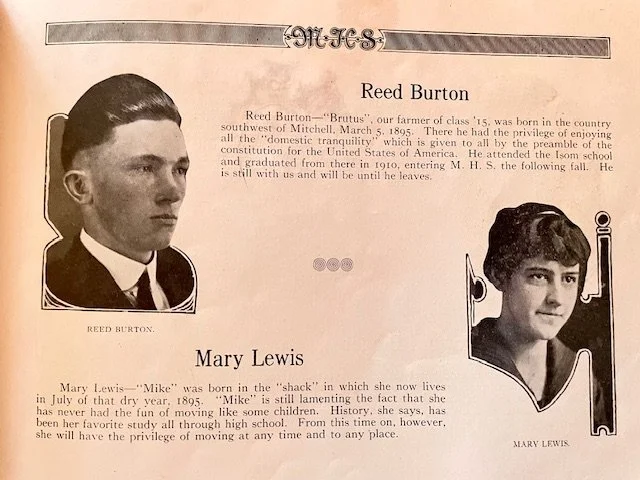 M·H·S
Reed Burton
Reed Burton—"Brutus", our farmer of class '15, was born in the country
southwest of Mitchell, March 5, 1895. There he had the privilege of enjoying
all the "domestic tranquility" which is given to all by the preamble of the
constitution for the United States of America. He attended the Isom school
and graduated from there in 1910, entering M. H. S. the following fall. He
is still with us and will be until he leaves.
REED BURTON.
Mary Lewis
Mary Lewis—"Mike" was born in the "shack" in which she now lives
in July of that dry year, 1895. "Mike" is still lamenting the fact that she
has never had the fun of moving like some children. History, she says, has
been her favorite study all through high school. From this time on, however,
she will have the privilege of moving at any time and to any place.
MARY LEWIS.